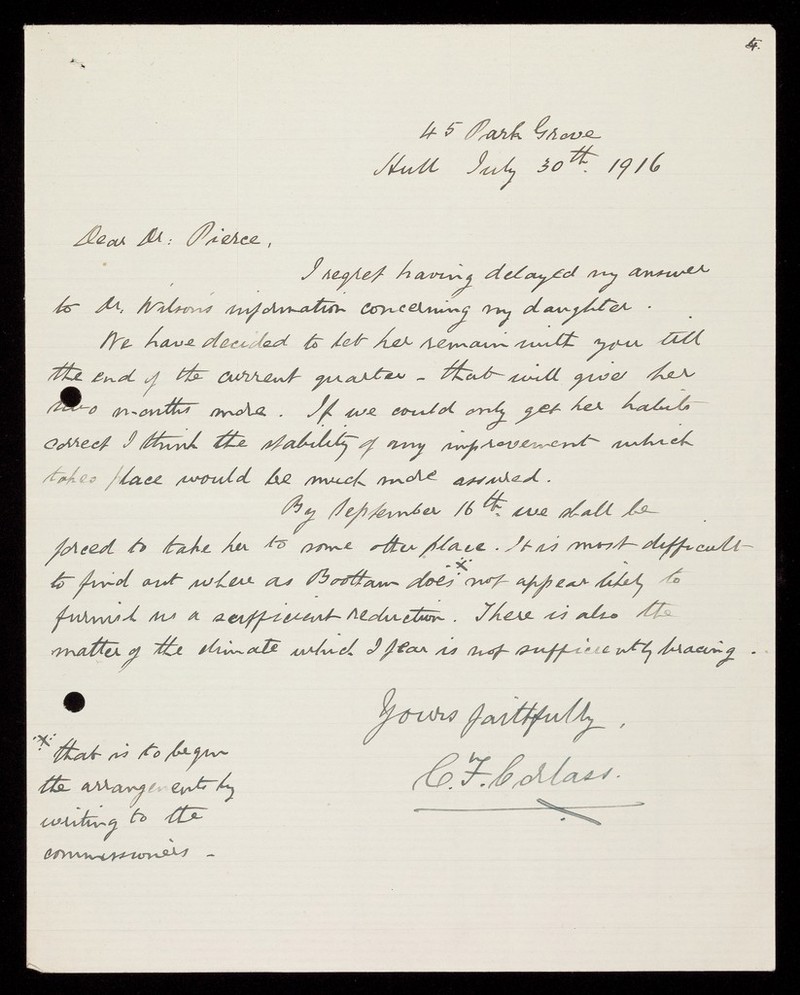 4.
45 Park Grove
Hull July 30th. 1916
Dear Dr: Pierce,
I regret having delayed my answer
to Dr. Wilson's information concerning my daughter.
We have decided to let her remain with you till
the end of the current quarter - that will give her
two months more. If we could only get her habits
correct I think the stability of any improvement which
takes place would be much more assured.
By September 16th. we shall be
forced to take her to some other place. It is most difficult
to find out where as Bootham does x not appear likely to
furnish us a sufficient reduction. There is also the
matter of the climate which I fear is not sufficiently bracing.
Yours faithfully,
C. F. Corlass.
x that is to begin
the arrangements by
writing to the
commissioners -